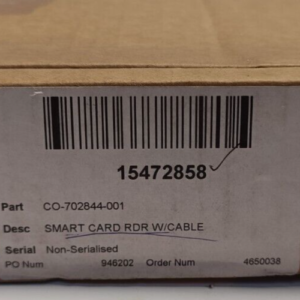 15472858
Part CO-702844-001
Desc SMART CARD RDR W/CABLE
Serial Non-Serialised
PO Num 946202 Order Num 4650038